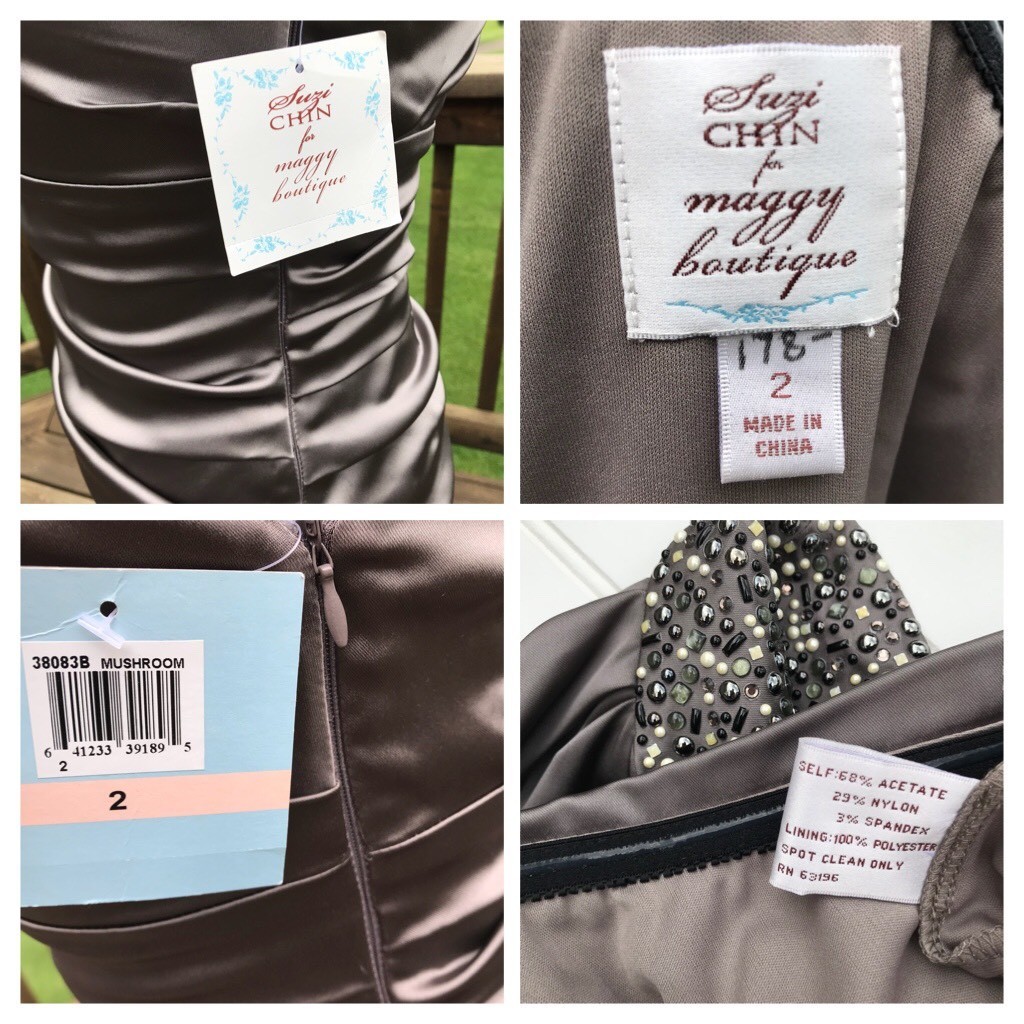 Suzi
CHIN
for
maggy
boutique
Suzi
CHIN
for
maggy
boutique
178-
2
MADE IN
CHINA
38083B MUSHROOM
6 41233 39189 5
2
2
SELF:68% ACETATE
29% NYLON
3% SPANDEX
LINING:100% POLYESTER
SPOT CLEAN ONLY
RN 63196